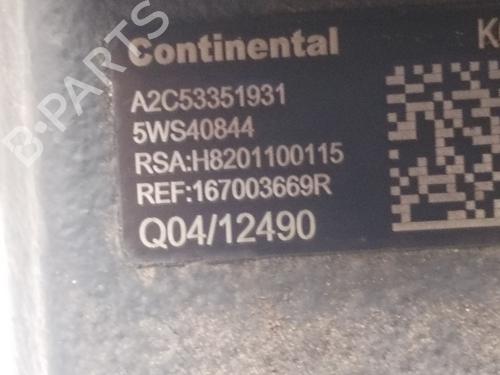 B-PARTS
Continental
A2C53351931
5WS40844
RSA:H8201100115
REF:167003669R
Q04/12490